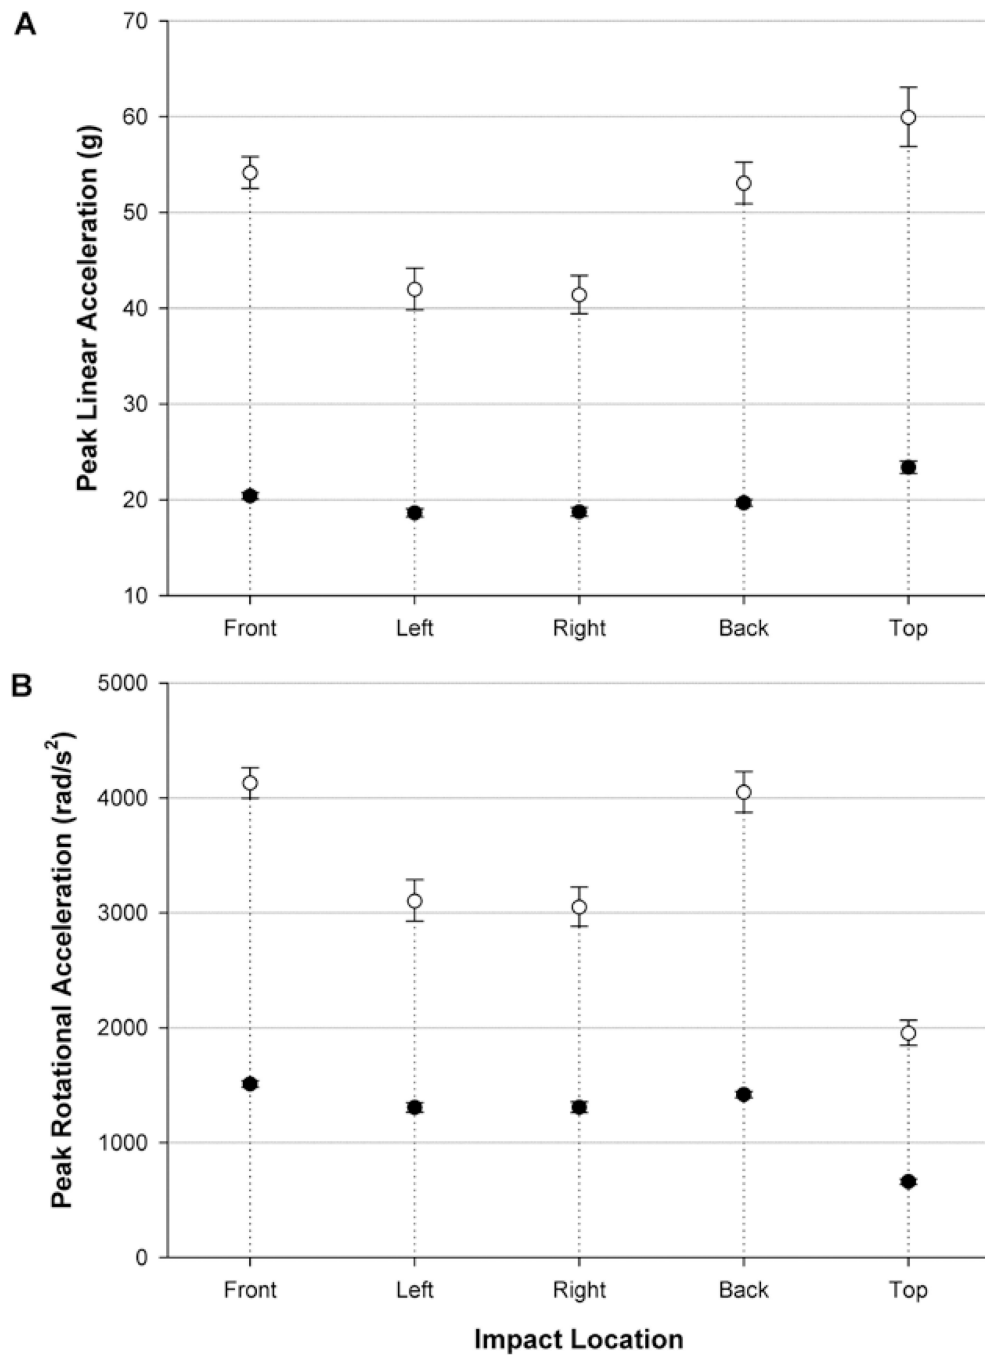 A
Peak Linear Acceleration (g)
70
60
50
40
30
20
10
Front Left Right Back Top
B
Peak Rotational Acceleration (rad/s²)
5000
4000
3000
2000
1000
0
Front Left Right Back Top
Impact Location